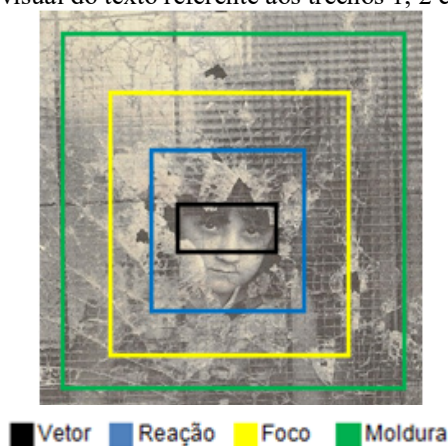 visual do texto referente aos trechos 1, 2 e
Vetor Reação Foco Moldura